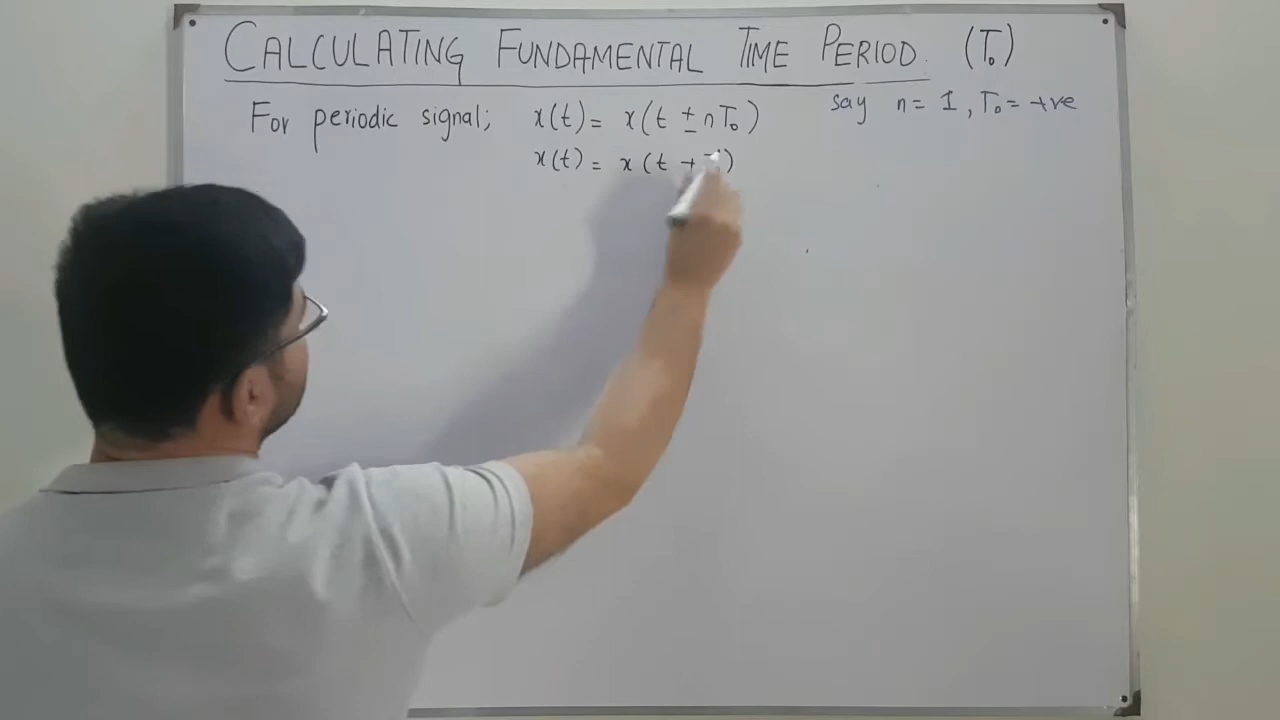 CALCULATING FUNDAMENTAL TIME PERIOD. (T₀)
For periodic signal; x(t) = x(t ± nT₀) say n = 1, T₀ = +ve
x(t) = x(t +